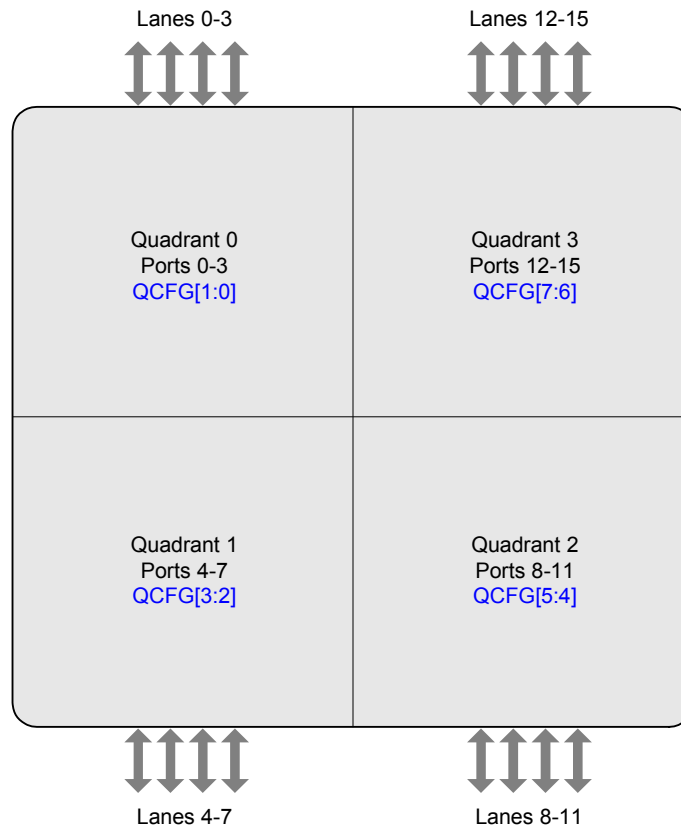 Lanes 0-3
Lanes 12-15
Quadrant 0
Ports 0-3
QCFG[1:0]
Quadrant 3
Ports 12-15
QCFG[7:6]
Quadrant 1
Ports 4-7
QCFG[3:2]
Quadrant 2
Ports 8-11
QCFG[5:4]
Lanes 4-7
Lanes 8-11